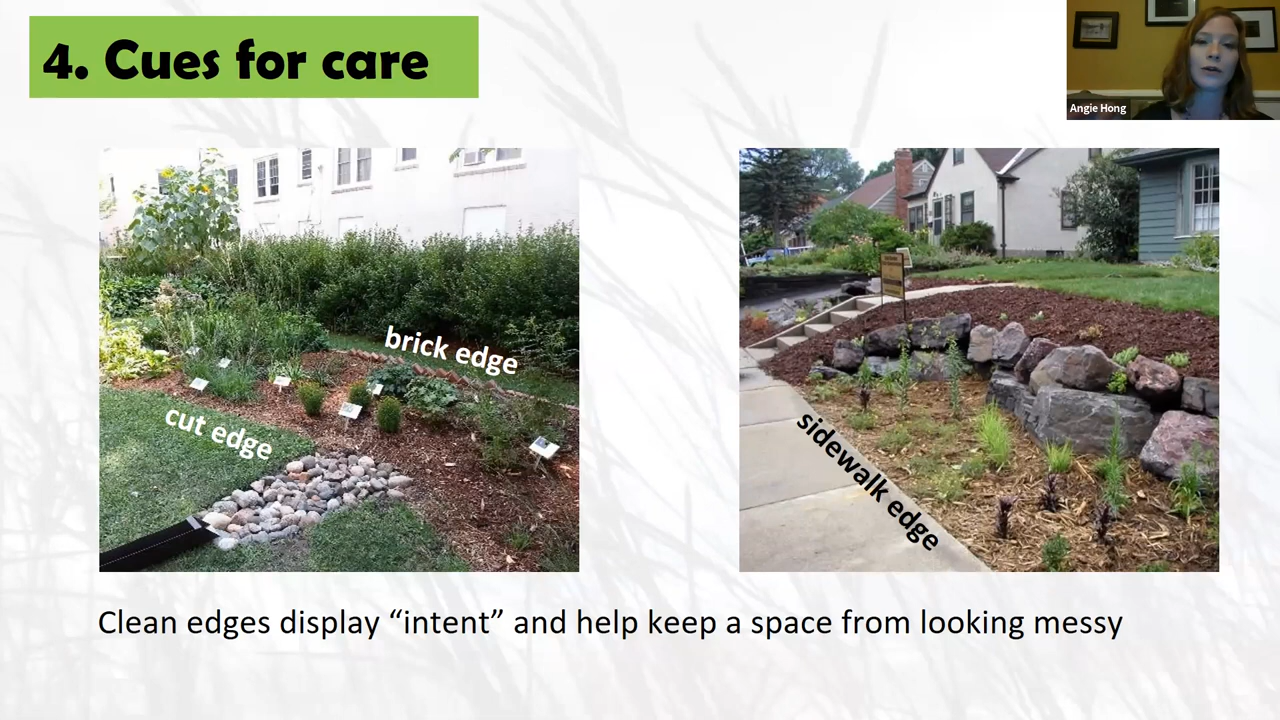 4. Cues for care
Angie Hong
brick edge
cut edge
sidewalk edge
Clean edges display “intent” and help keep a space from looking messy